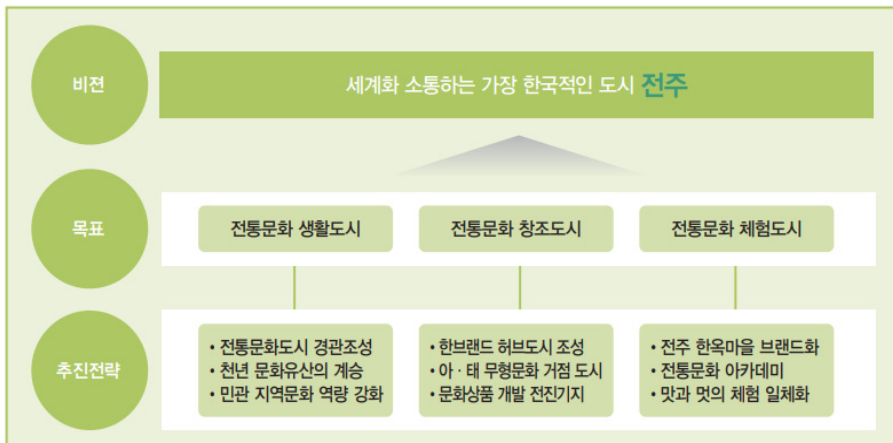 비젼
세계화 소통하는 가장 한국적인 도시 전주
목표
전통문화 생활도시
전통문화 창조도시
전통문화 체험도시
추진전략
• 전통문화도시 경관조성
• 천년 문화유산의 계승
• 민관 지역문화 역량 강화
• 한브랜드 허브도시 조성
• 아 · 태 무형문화 거점 도시
• 문화상품 개발 전진기지
• 전주 한옥마을 브랜드화
• 전통문화 아카데미
• 맛과 멋의 체험 일체화